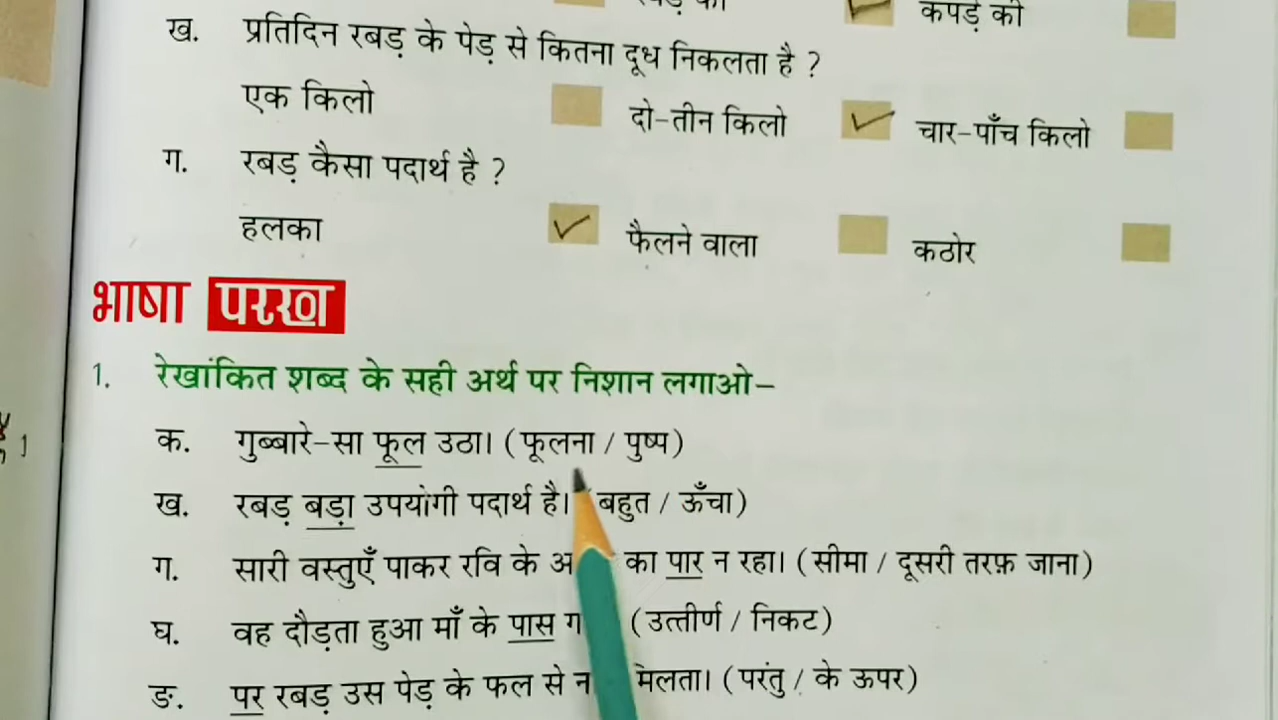 कपड़े की
ख. प्रतिदिन रबड़ के पेड़ से कितना दूध निकलता है ?
एक किलो दो-तीन किलो चार-पाँच किलो
ग. रबड़ कैसा पदार्थ है ?
हलका फैलने वाला कठोर
भाषा परख
1. रेखांकित शब्द के सही अर्थ पर निशान लगाओ–
क. गुब्बारे-सा फूल उठा। (फूलना / पुष्प)
ख. रबड़ बड़ा उपयोगी पदार्थ है। बहुत / ऊँचा)
ग. सारी वस्तुएँ पाकर रवि के का पार न रहा। (सीमा / दूसरी तरफ़ जाना)
घ. वह दौड़ता हुआ माँ के पास (उत्तीर्ण / निकट)
ङ. पर रबड़ उस पेड़ के फल से मिलता। (परंतु / के ऊपर)